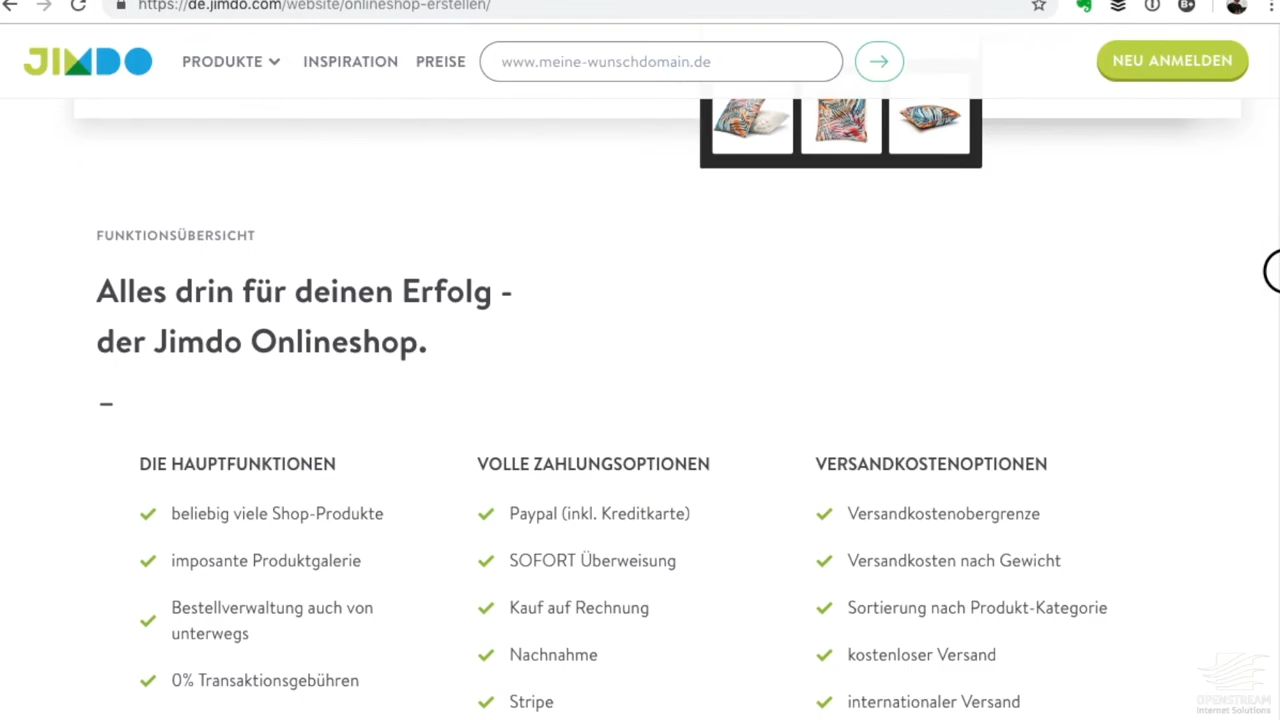 https://de.jimdo.com/website/onlineshop-erstellen/
JIMDO
PRODUKTE
INSPIRATION
PREISE
www.meine-wunschdomain.de
NEU ANMELDEN
FUNKTIONSÜBERSICHT
Alles drin für deinen Erfolg -
der Jimdo Onlineshop.
–
DIE HAUPTFUNKTIONEN
beliebig viele Shop-Produkte
imposante Produktgalerie
Bestellverwaltung auch von
unterwegs
0% Transaktionsgebühren
VOLLE ZAHLUNGSOPTIONEN
Paypal (inkl. Kreditkarte)
SOFORT Überweisung
Kauf auf Rechnung
Nachnahme
Stripe
VERSANDKOSTENOPTIONEN
Versandkostenobergrenze
Versandkosten nach Gewicht
Sortierung nach Produkt-Kategorie
kostenloser Versand
internationaler Versand
OPENSTREAM
Internet Solutions